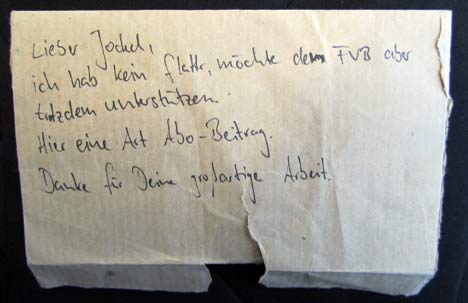 Lieber Jockel,
ich hab kein flattr, möchte dem FVB aber
trotzdem unterstützen.
Hier eine Art Abo-Beitrag.
Danke für Deine großartige Arbeit.